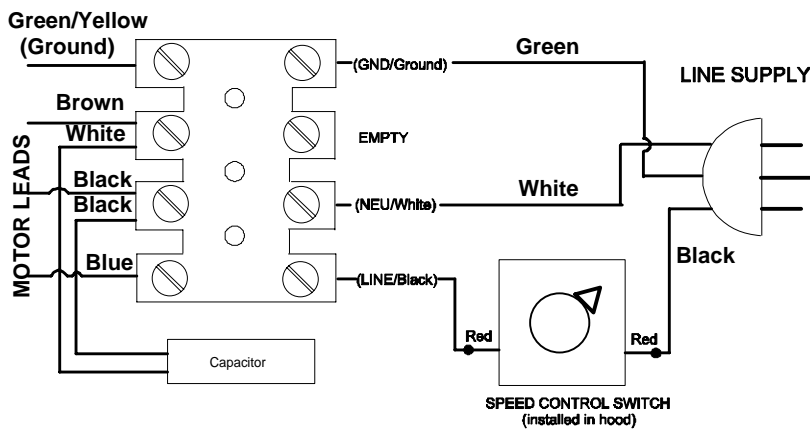 Green/Yellow
(Ground)
(GND/Ground)
Green
LINE SUPPLY
Brown
White
EMPTY
MOTOR LEADS
Black
Black
(NEU/White)
White
Blue
(LINE/Black)
Black
Red
Red
Capacitor
SPEED CONTROL SWITCH
(installed in hood)